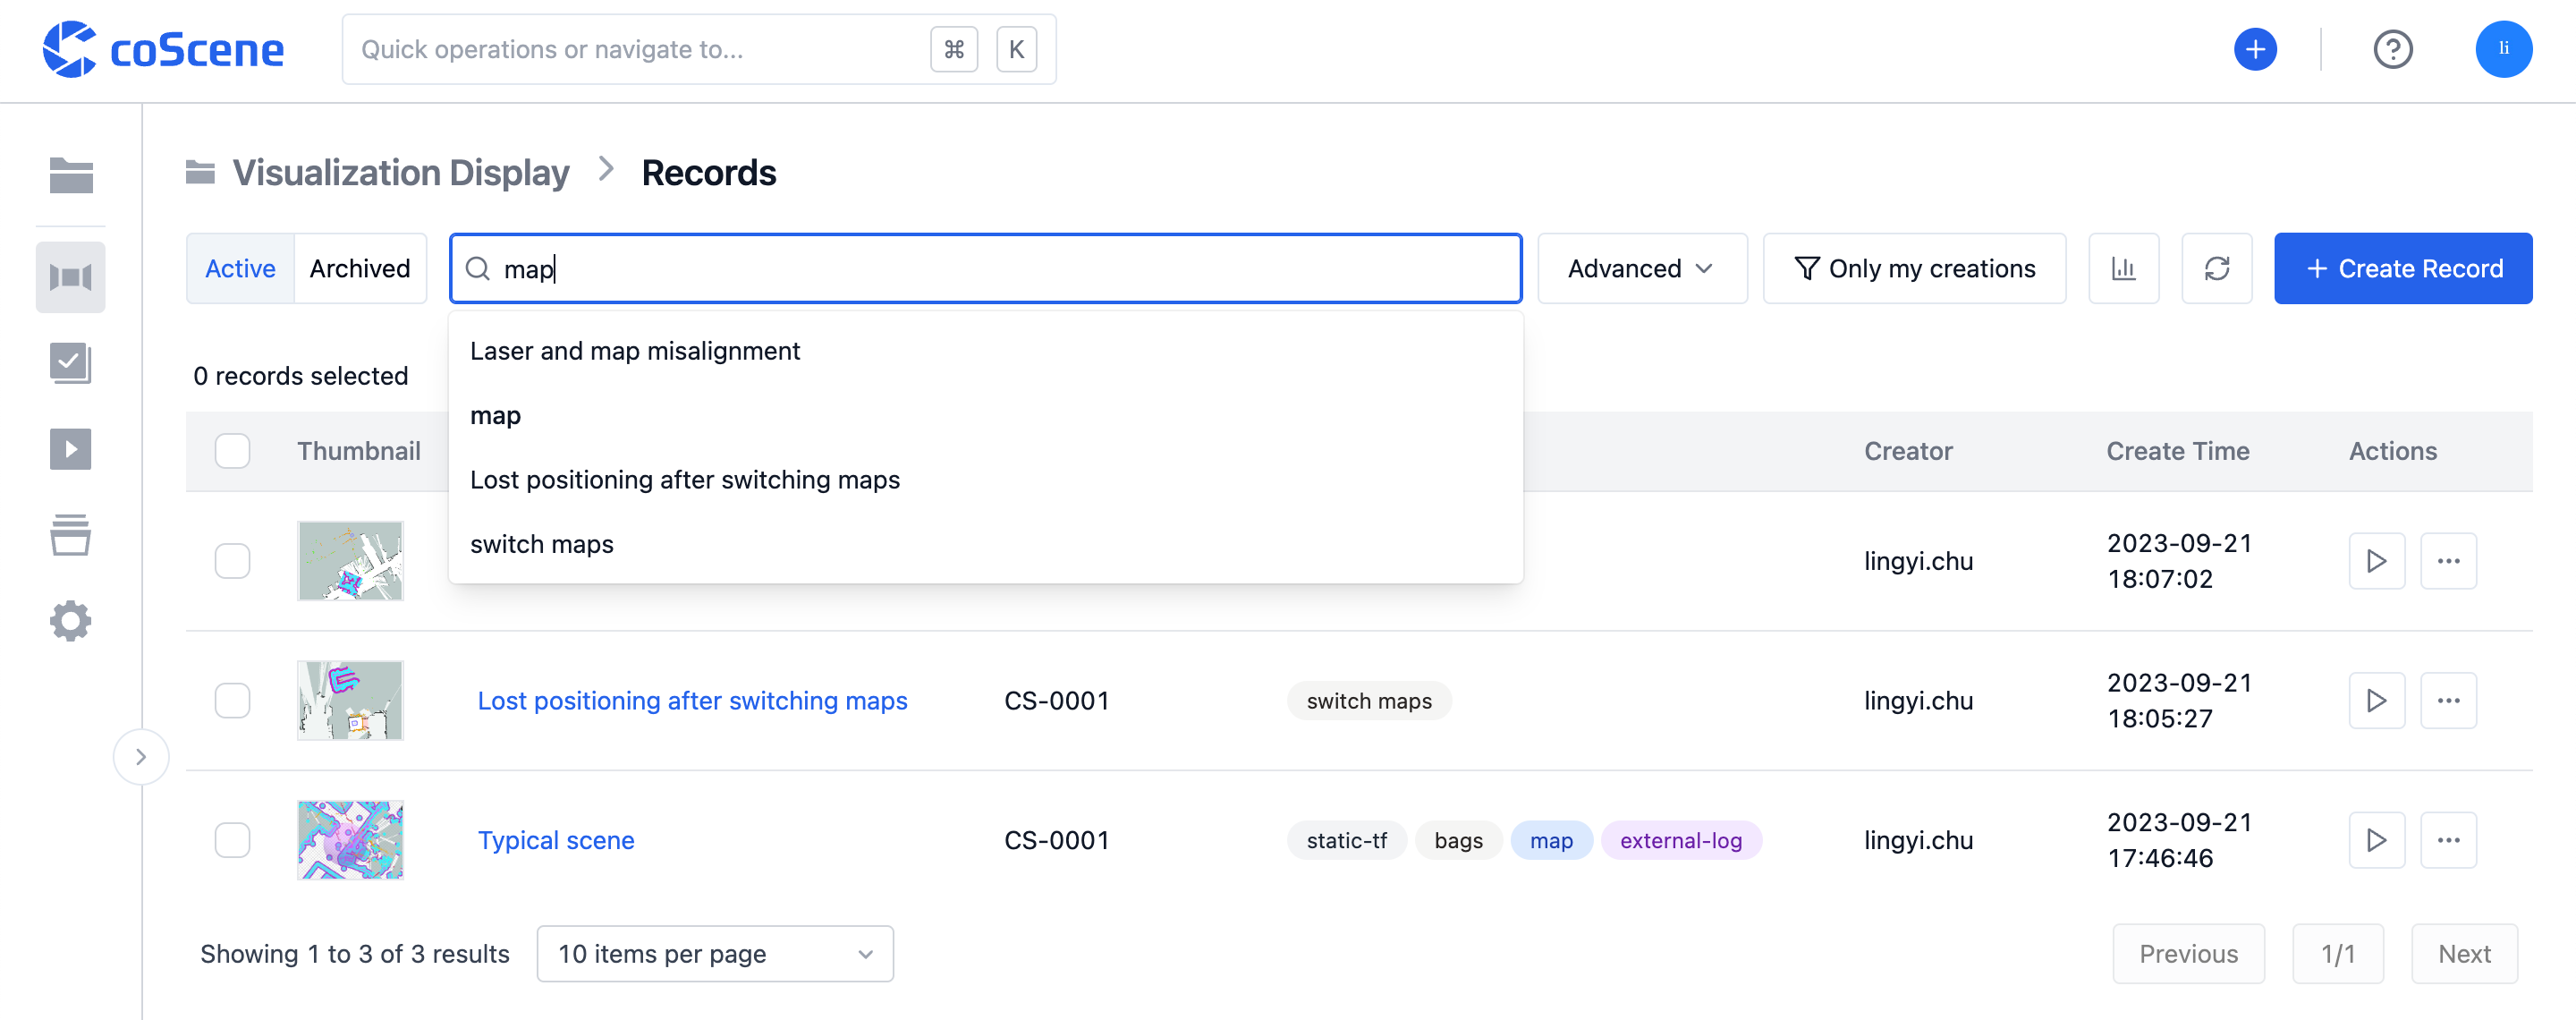 coScene
Quick operations or navigate to...
⌘ K
+
?
li
Visualization Display > Records
Active
Archived
map
Advanced
Only my creations
+ Create Record
Laser and map misalignment
map
Lost positioning after switching maps
switch maps
0 records selected
Thumbnail
Creator
Create Time
Actions
lingyi.chu
2023-09-21
18:07:02
Lost positioning after switching maps
CS-0001
switch maps
lingyi.chu
2023-09-21
18:05:27
Typical scene
CS-0001
static-tf
bags
map
external-log
lingyi.chu
2023-09-21
17:46:46
Showing 1 to 3 of 3 results
10 items per page
Previous
1/1
Next